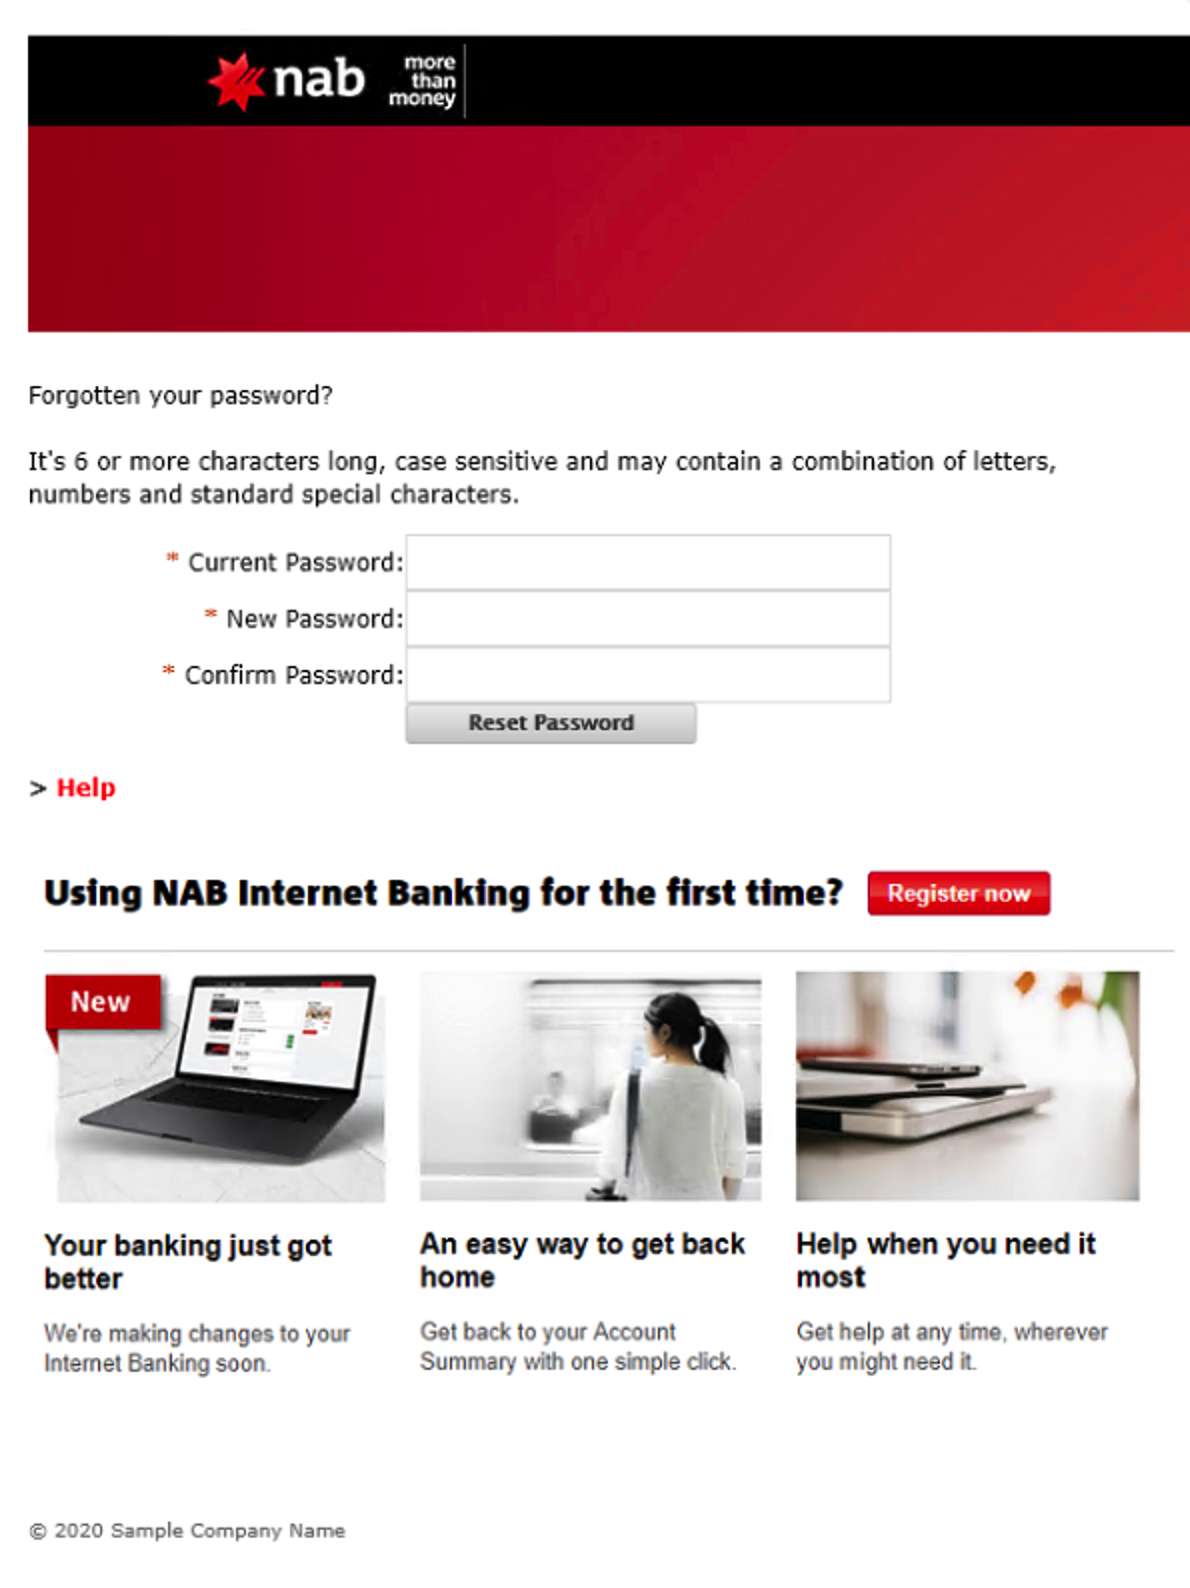 nab
more
than
money
Forgotten your password?
It's 6 or more characters long, case sensitive and may contain a combination of letters,
numbers and standard special characters.
* Current Password:
* New Password:
* Confirm Password:
Reset Password
> Help
Using NAB Internet Banking for the first time? Register now
New
Your banking just got
better
We're making changes to your
Internet Banking soon.
An easy way to get back
home
Get back to your Account
Summary with one simple click.
Help when you need it
most
Get help at any time, wherever
you might need it.
© 2020 Sample Company Name